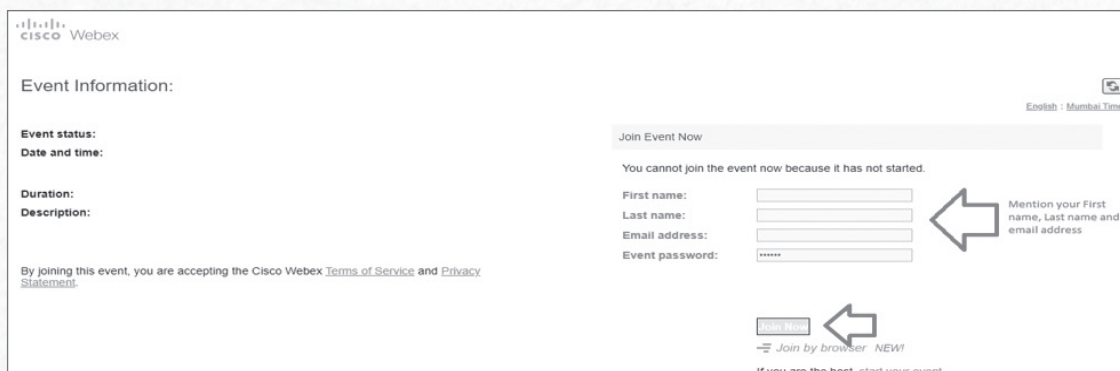 cisco Webex
Event Information:
English : Mumbai Time
Event status:
Date and time:
Duration:
Description:
By joining this event, you are accepting the Cisco Webex Terms of Service and Privacy
Statement.
Join Event Now
You cannot join the event now because it has not started.
First name:
Last name:
Email address:
Event password:
Mention your First
name, Last name and
email address
Join Now
Join by browser NEW!
If you are the host, start your event.